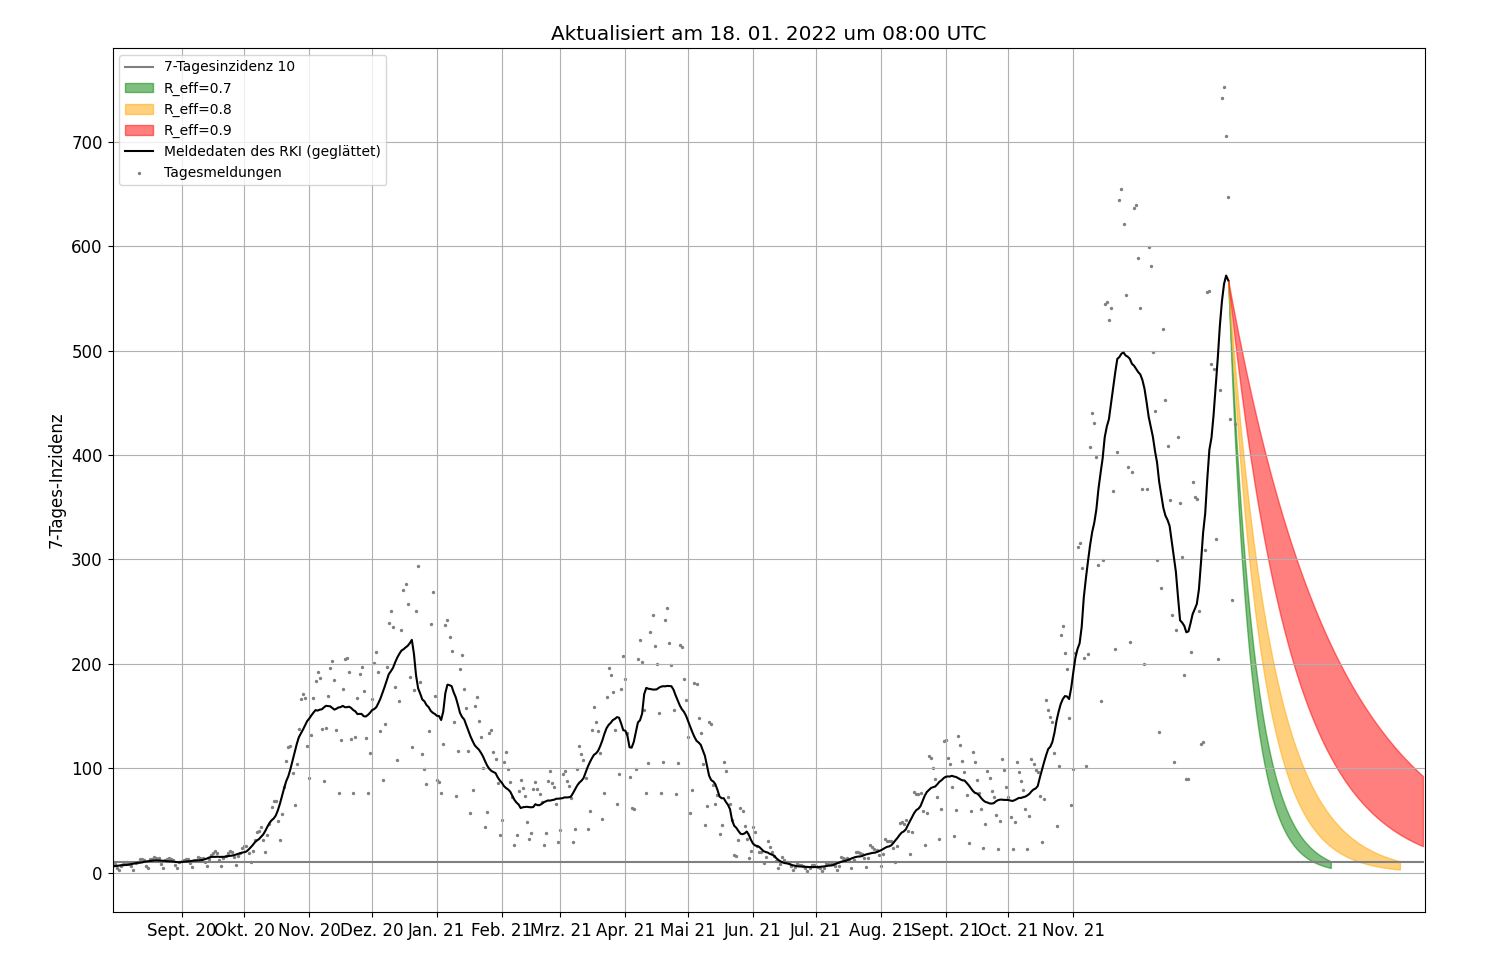 Aktualisiert am 18. 01. 2022 um 08:00 UTC
7-Tagesinzidenz 10
R_eff=0.7
R_eff=0.8
R_eff=0.9
Meldedaten des RKI (geglättet)
Tagesmeldungen
7-Tages-Inzidenz
700
600
500
400
300
200
100
0
Sept. 20 Okt. 20 Nov. 20 Dez. 20 Jan. 21 Feb. 21 Mrz. 21 Apr. 21 Mai 21 Jun. 21 Jul. 21 Aug. 21 Sept. 21 Oct. 21 Nov. 21